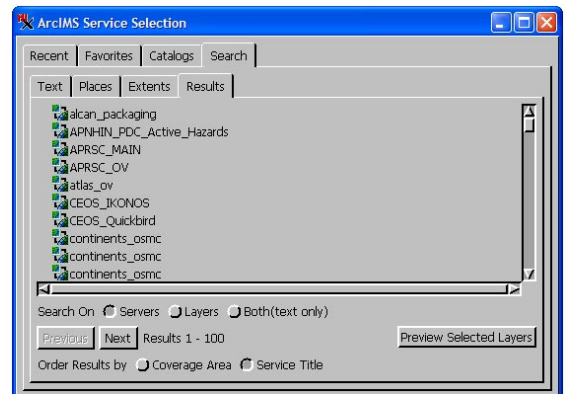 ArcIMS Service Selection
Recent Favorites Catalogs Search
Text Places Extents Results
alcan_packaging
APNHIN_PDC_Active_Hazards
APRSC_MAIN
APRSC_OV
atlas_ov
CEOS_IKONOS
CEOS_Quickbird
continents_osmc
continents_osmc
continents_osmc
Search On Servers Layers Both(text only)
Previous Next Results 1 - 100 Preview Selected Layers
Order Results by Coverage Area Service Title